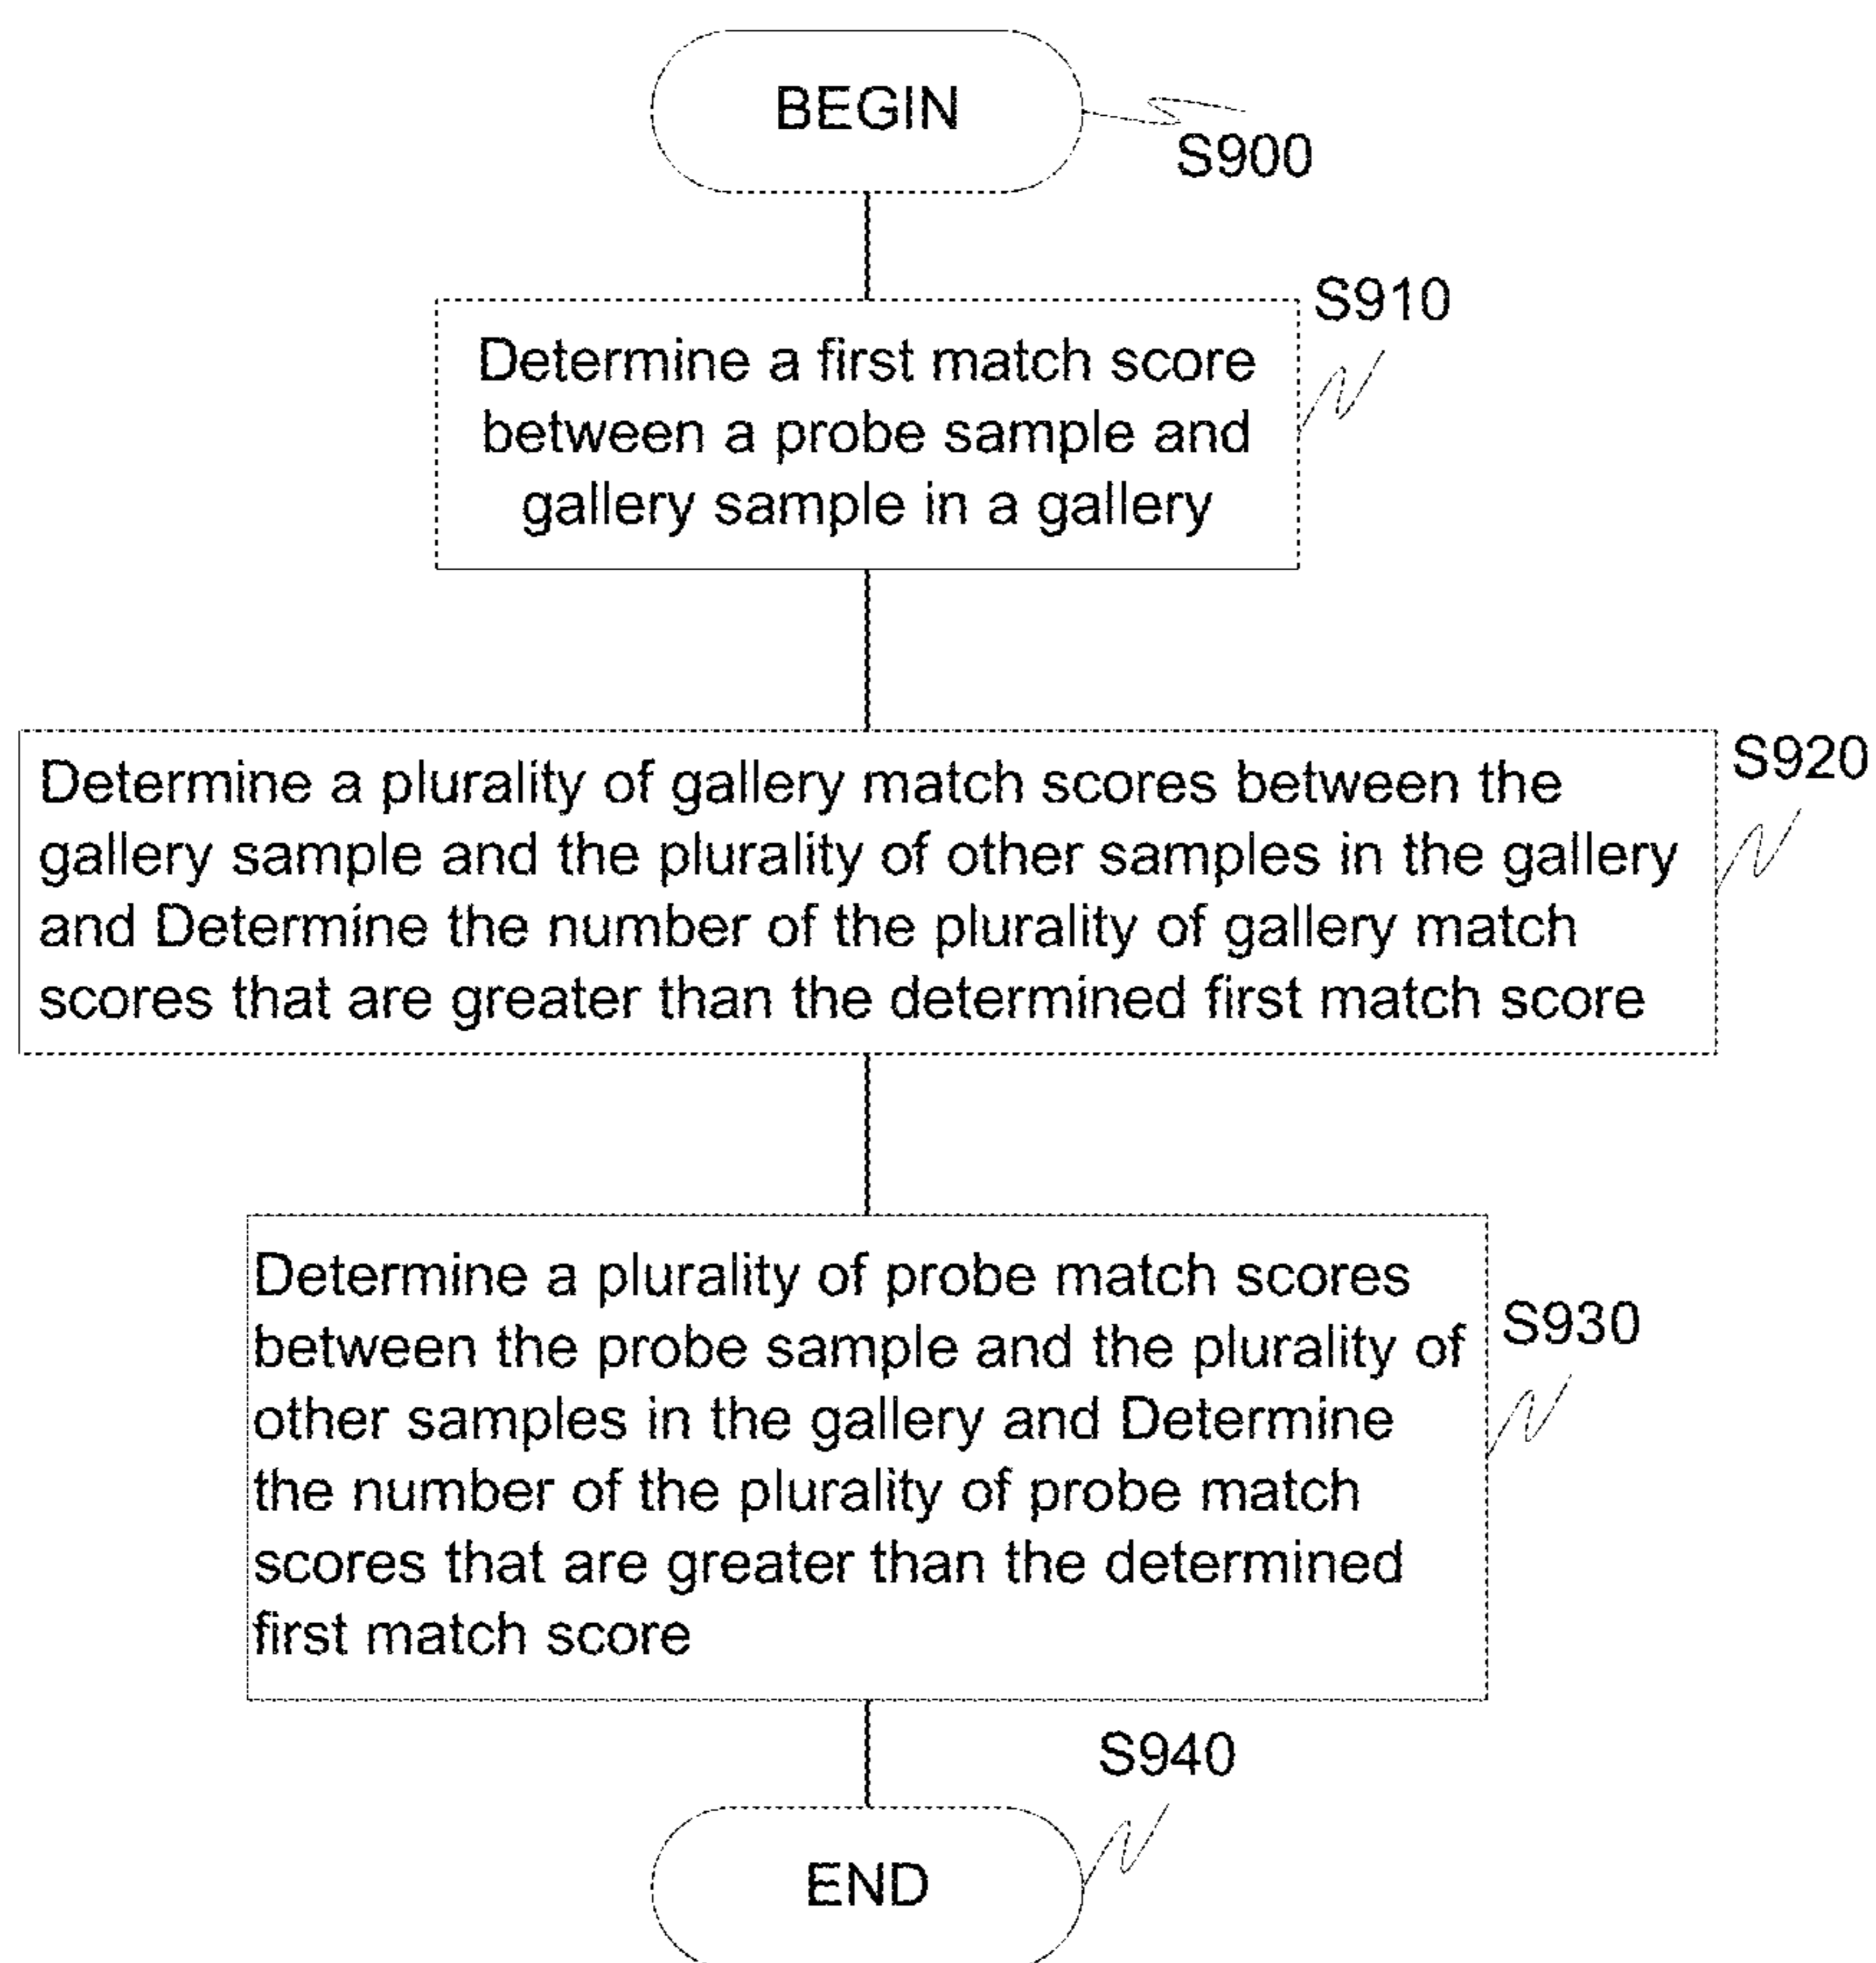 BEGIN
S900
S910
Determine a first match score
between a probe sample and
gallery sample in a gallery
S920
Determine a plurality of gallery match scores between the
gallery sample and the plurality of other samples in the gallery
and Determine the number of the plurality of gallery match
scores that are greater than the determined first match score
Determine a plurality of probe match scores
between the probe sample and the plurality of
other samples in the gallery and Determine
the number of the plurality of probe match
scores that are greater than the determined
first match score
S930
S940
END